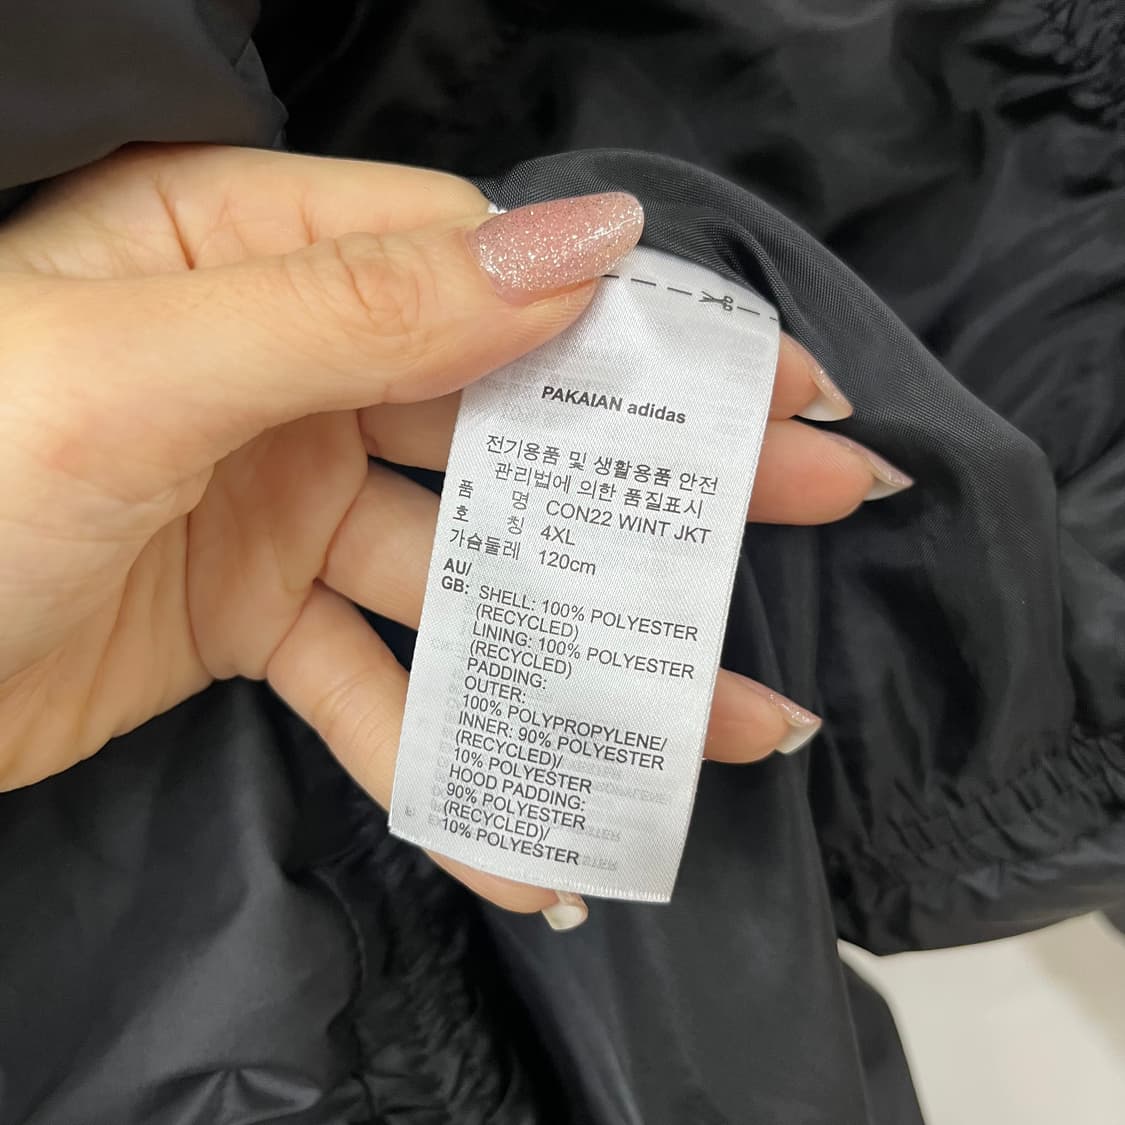 PAKAIAN adidas
전기용품 및 생활용품 안전
관리법에 의한 품질표시
품 명 CON22 WINT JKT
호 칭 4XL
가슴둘레 120cm
AU/
GB: SHELL: 100% POLYESTER
(RECYCLED)
LINING: 100% POLYESTER
(RECYCLED)
PADDING:
OUTER:
100% POLYPROPYLENE/
INNER: 90% POLYESTER
(RECYCLED)/
10% POLYESTER
HOOD PADDING:
90% POLYESTER
(RECYCLED)/
10% POLYESTER